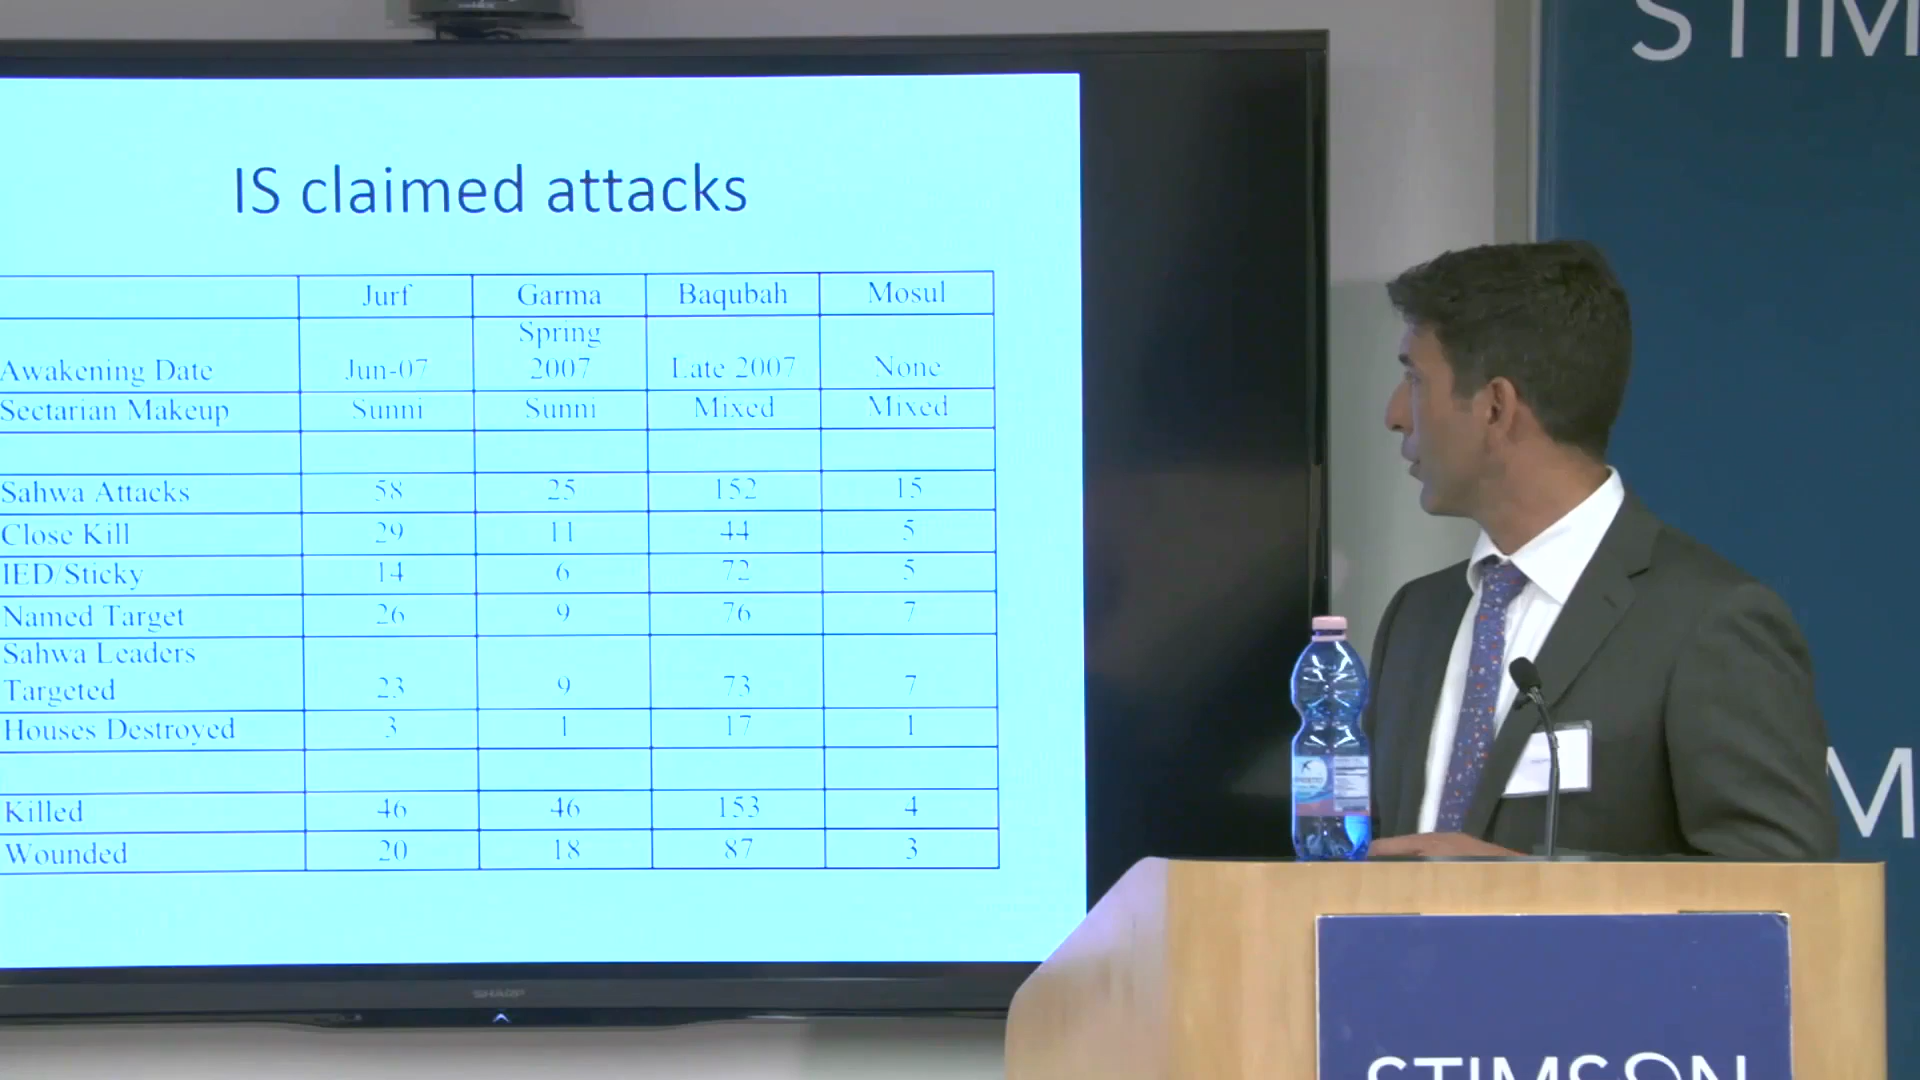 STIM
IS claimed attacks
Jurf Garma Baqubah Mosul
Awakening Date Jun-07 Spring 2007 Late 2007 None
Sectarian Makeup Sunni Sunni Mixed Mixed
Sahwa Attacks 58 25 152 15
Close Kill 29 11 44 5
IED/Sticky 14 6 72 5
Named Target 26 9 76 7
Sahwa Leaders Targeted 23 9 73 7
Houses Destroyed 3 1 17 1
Killed 46 46 153 4
Wounded 20 18 87 3
M
SHARP
STIMSON